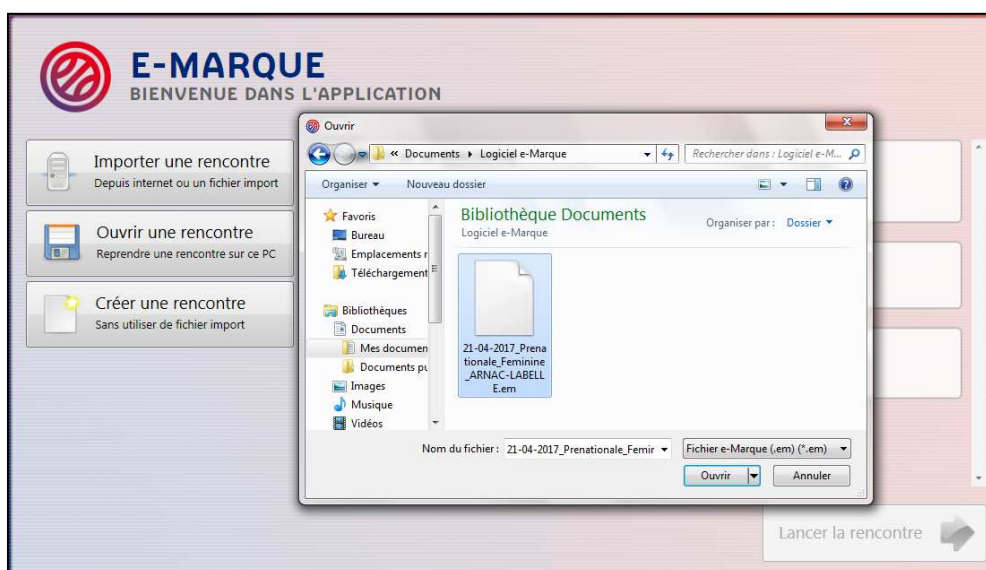 E-MARQUE
BIENVENUE DANS L'APPLICATION
Importer une rencontre
Depuis internet ou un fichier import
Ouvrir une rencontre
Reprendre une rencontre sur ce PC
Créer une rencontre
Sans utiliser de fichier import
Ouvrir
« Documents ▸ Logiciel e-Marque
Rechercher dans : Logiciel e-M...
Organiser Nouveau dossier
Favoris
Bureau
Emplacements r
Téléchargement
Bibliothèques
Documents
Mes documen
Documents pu
Images
Musique
Vidéos
Bibliothèque Documents
Logiciel e-Marque
Organiser par : Dossier
21-04-2017_Prena
tionale_Feminine
_ARNAC-LABELL
E.em
Nom du fichier : 21-04-2017_Prenationale_Femir
Fichier e-Marque (.em) (*.em)
Ouvrir
Annuler
Lancer la rencontre